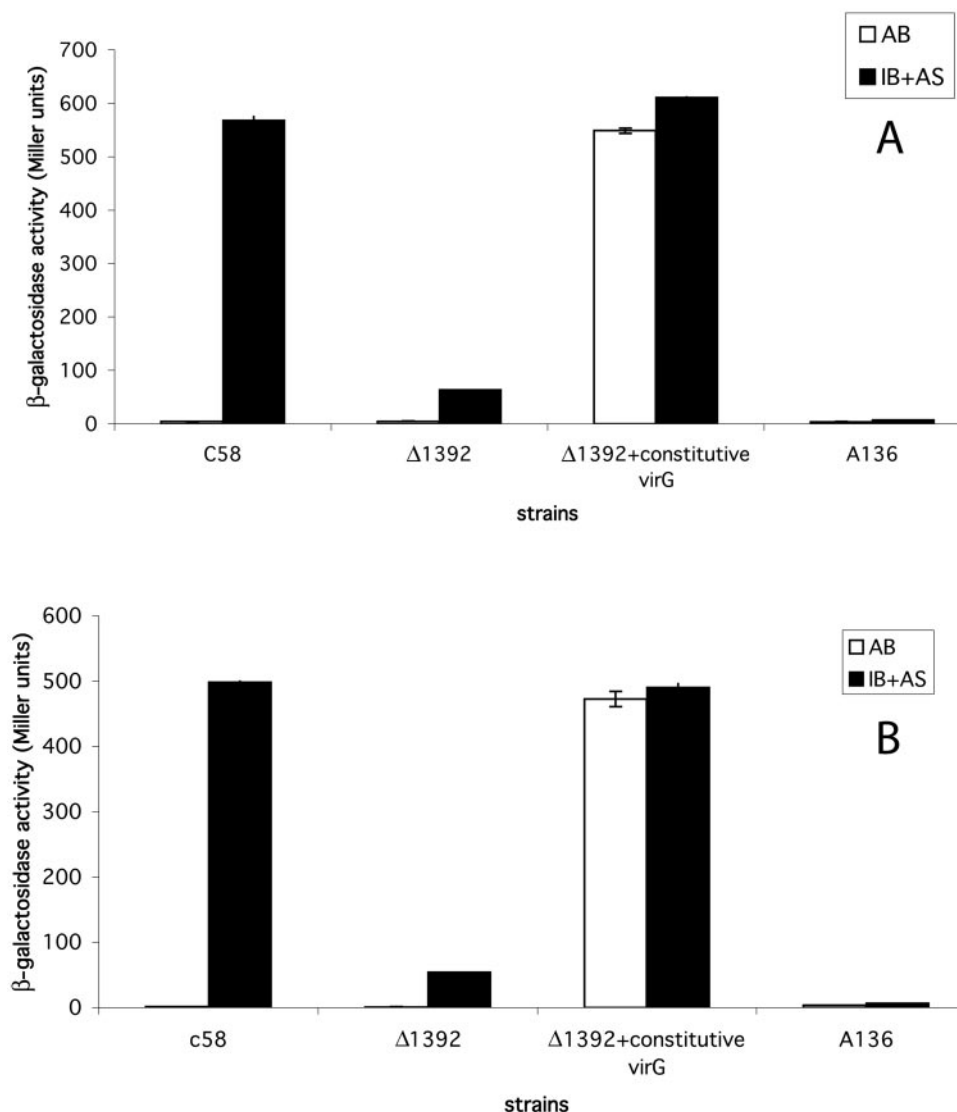 AB
IB+AS
A
β-galactosidase activity (Miller units)
700
600
500
400
300
200
100
0
C58
Δ1392
Δ1392+constitutive
virG
A136
strains
AB
IB+AS
B
β-galactosidase activity (Miller units)
600
500
400
300
200
100
0
c58
Δ1392
Δ1392+constitutive
virG
A136
strains